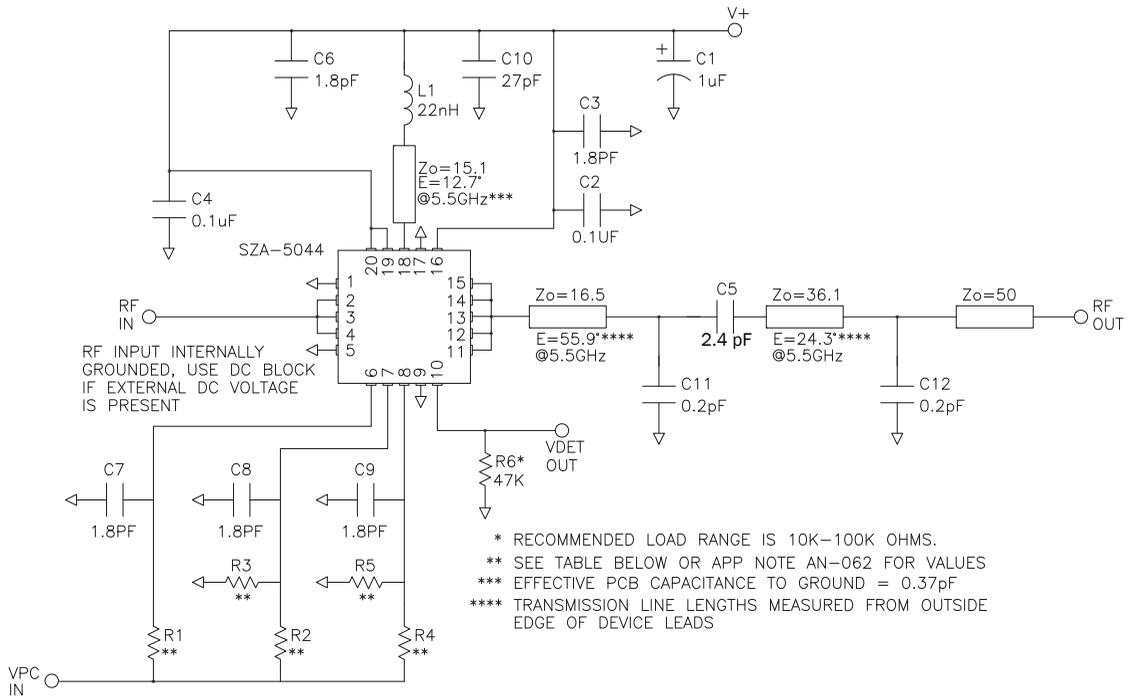 V+
C6
1.8pF
C10
27pF
C1
+
1uF
L1
22nH
C3
1.8PF
Zo=15.1
E=12.7°
@5.5GHz***
C4
0.1uF
C2
0.1UF
SZA-5044
20
19
18
17
16
1
2
3
4
5
15
14
13
12
11
6
7
8
9
10
RF
IN
RF INPUT INTERNALLY
GROUNDED, USE DC BLOCK
IF EXTERNAL DC VOLTAGE
IS PRESENT
Zo=16.5
E=55.9°****
@5.5GHz
C5
2.4 pF
Zo=36.1
E=24.3°****
@5.5GHz
Zo=50
RF
OUT
C11
0.2pF
C12
0.2pF
VDET
OUT
R6*
47K
C7
1.8PF
C8
1.8PF
C9
1.8PF
R3
**
R5
**
R1
**
R2
**
R4
**
VPC
IN
* RECOMMENDED LOAD RANGE IS 10K-100K OHMS.
** SEE TABLE BELOW OR APP NOTE AN-062 FOR VALUES
*** EFFECTIVE PCB CAPACITANCE TO GROUND = 0.37pF
**** TRANSMISSION LINE LENGTHS MEASURED FROM OUTSIDE
EDGE OF DEVICE LEADS